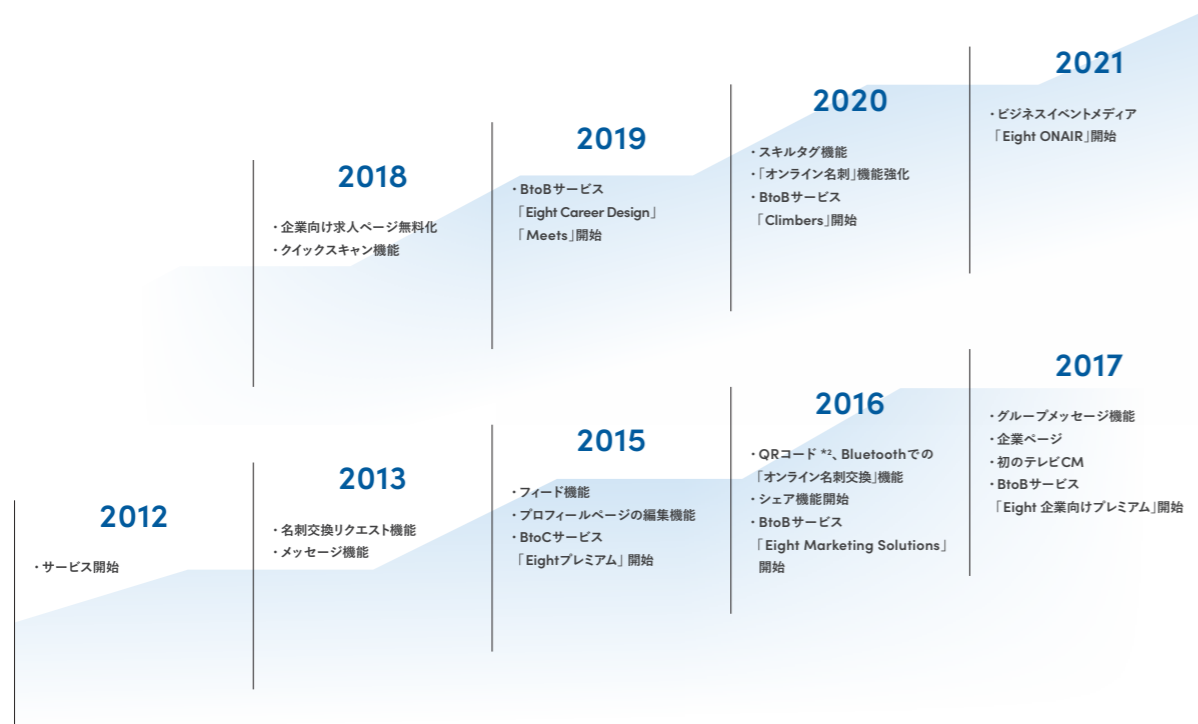 2012
・サービス開始
2013
・名刺交換リクエスト機能
・メッセージ機能
2015
・フィード機能
・プロフィールページの編集機能
・BtoCサービス
「Eightプレミアム」開始
2016
・QRコード *2、Bluetoothでの
「オンライン名刺交換」機能
・シェア機能開始
・BtoBサービス
「Eight Marketing Solutions」
開始
2017
・グループメッセージ機能
・企業ページ
・初のテレビCM
・BtoBサービス
「Eight 企業向けプレミアム」開始
2018
・企業向け求人ページ無料化
・クイックスキャン機能
2019
・BtoBサービス
「Eight Career Design」
「Meets」開始
2020
・スキルタグ機能
・「オンライン名刺」機能強化
・BtoBサービス
「Climbers」開始
2021
・ビジネスイベントメディア
「Eight ONAIR」開始